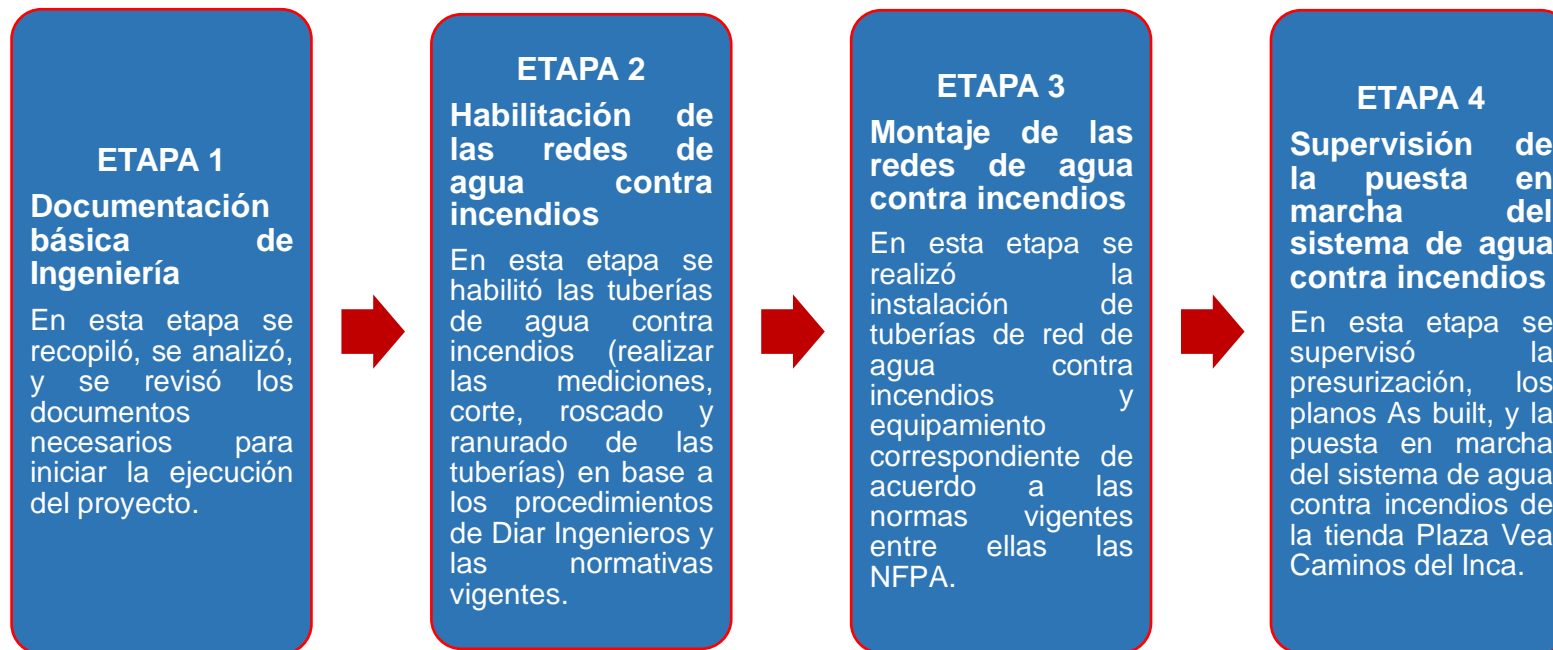 ETAPA 1
Documentación
básica de
Ingeniería
En esta etapa se
recopiló, se analizó,
y se revisó los
documentos
necesarios para
iniciar la ejecución
del proyecto.
ETAPA 2
Habilitación de
las redes de
agua contra
incendios
En esta etapa se
habilitó las tuberías
de agua contra
incendios (realizar
las mediciones,
corte, roscado y
ranurado de las
tuberías) en base a
los procedimientos
de Diar Ingenieros y
las normativas
vigentes.
ETAPA 3
Montaje de las
redes de agua
contra incendios
En esta etapa se
realizó la
instalación de
tuberías de red de
agua contra
incendios y
equipamiento
correspondiente de
acuerdo a las
normas vigentes
entre ellas las
NFPA.
ETAPA 4
Supervisión de
la puesta en
marcha del
sistema de agua
contra incendios
En esta etapa se
supervisó la
presurización, los
planos As built, y la
puesta en marcha
del sistema de agua
contra incendios de
la tienda Plaza Vea
Caminos del Inca.